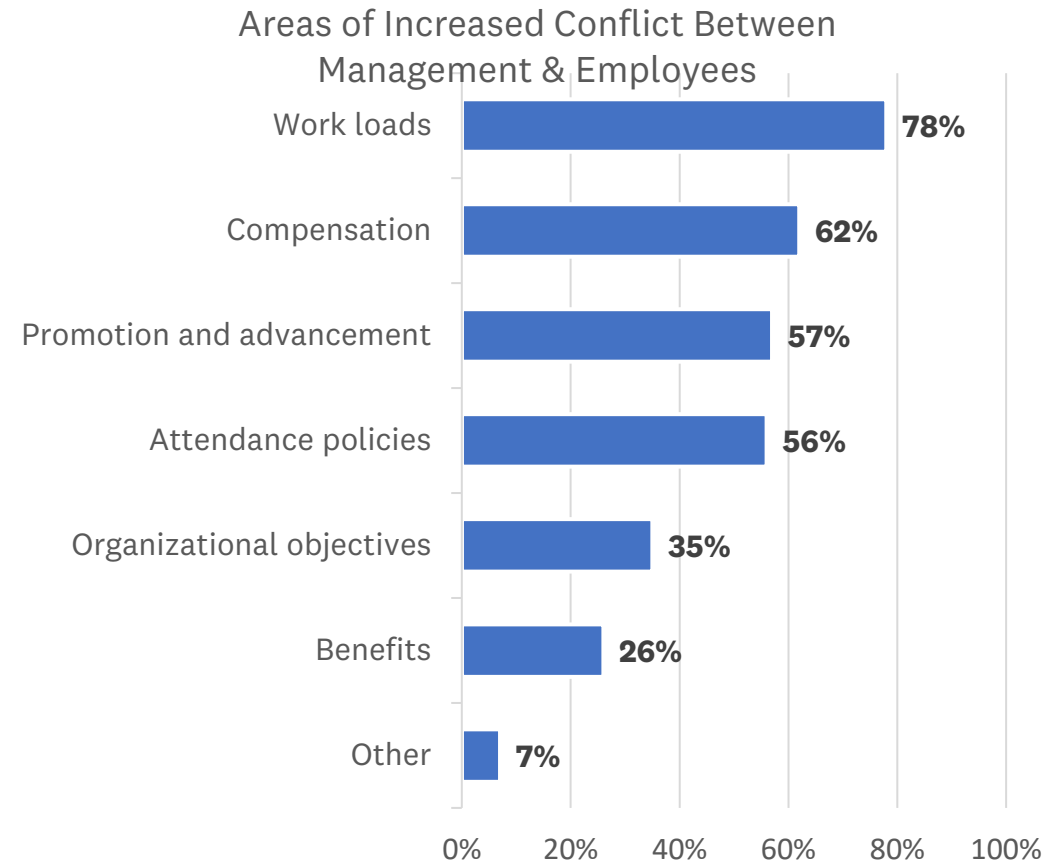 Areas of Increased Conflict Between
Management & Employees
Work loads 78%
Compensation 62%
Promotion and advancement 57%
Attendance policies 56%
Organizational objectives 35%
Benefits 26%
Other 7%
0% 20% 40% 60% 80% 100%